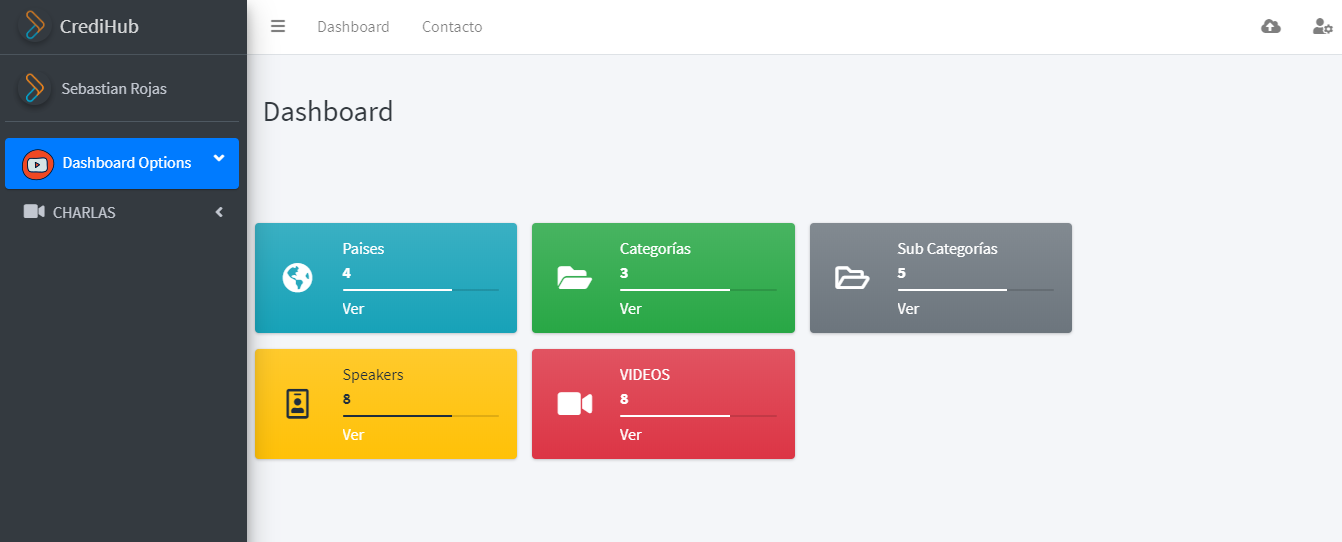 CrediHub
Dashboard Contacto
Sebastian Rojas
Dashboard
Dashboard Options
CHARLAS
Paises
4
Ver
Categorías
3
Ver
Sub Categorías
5
Ver
Speakers
8
Ver
VIDEOS
8
Ver